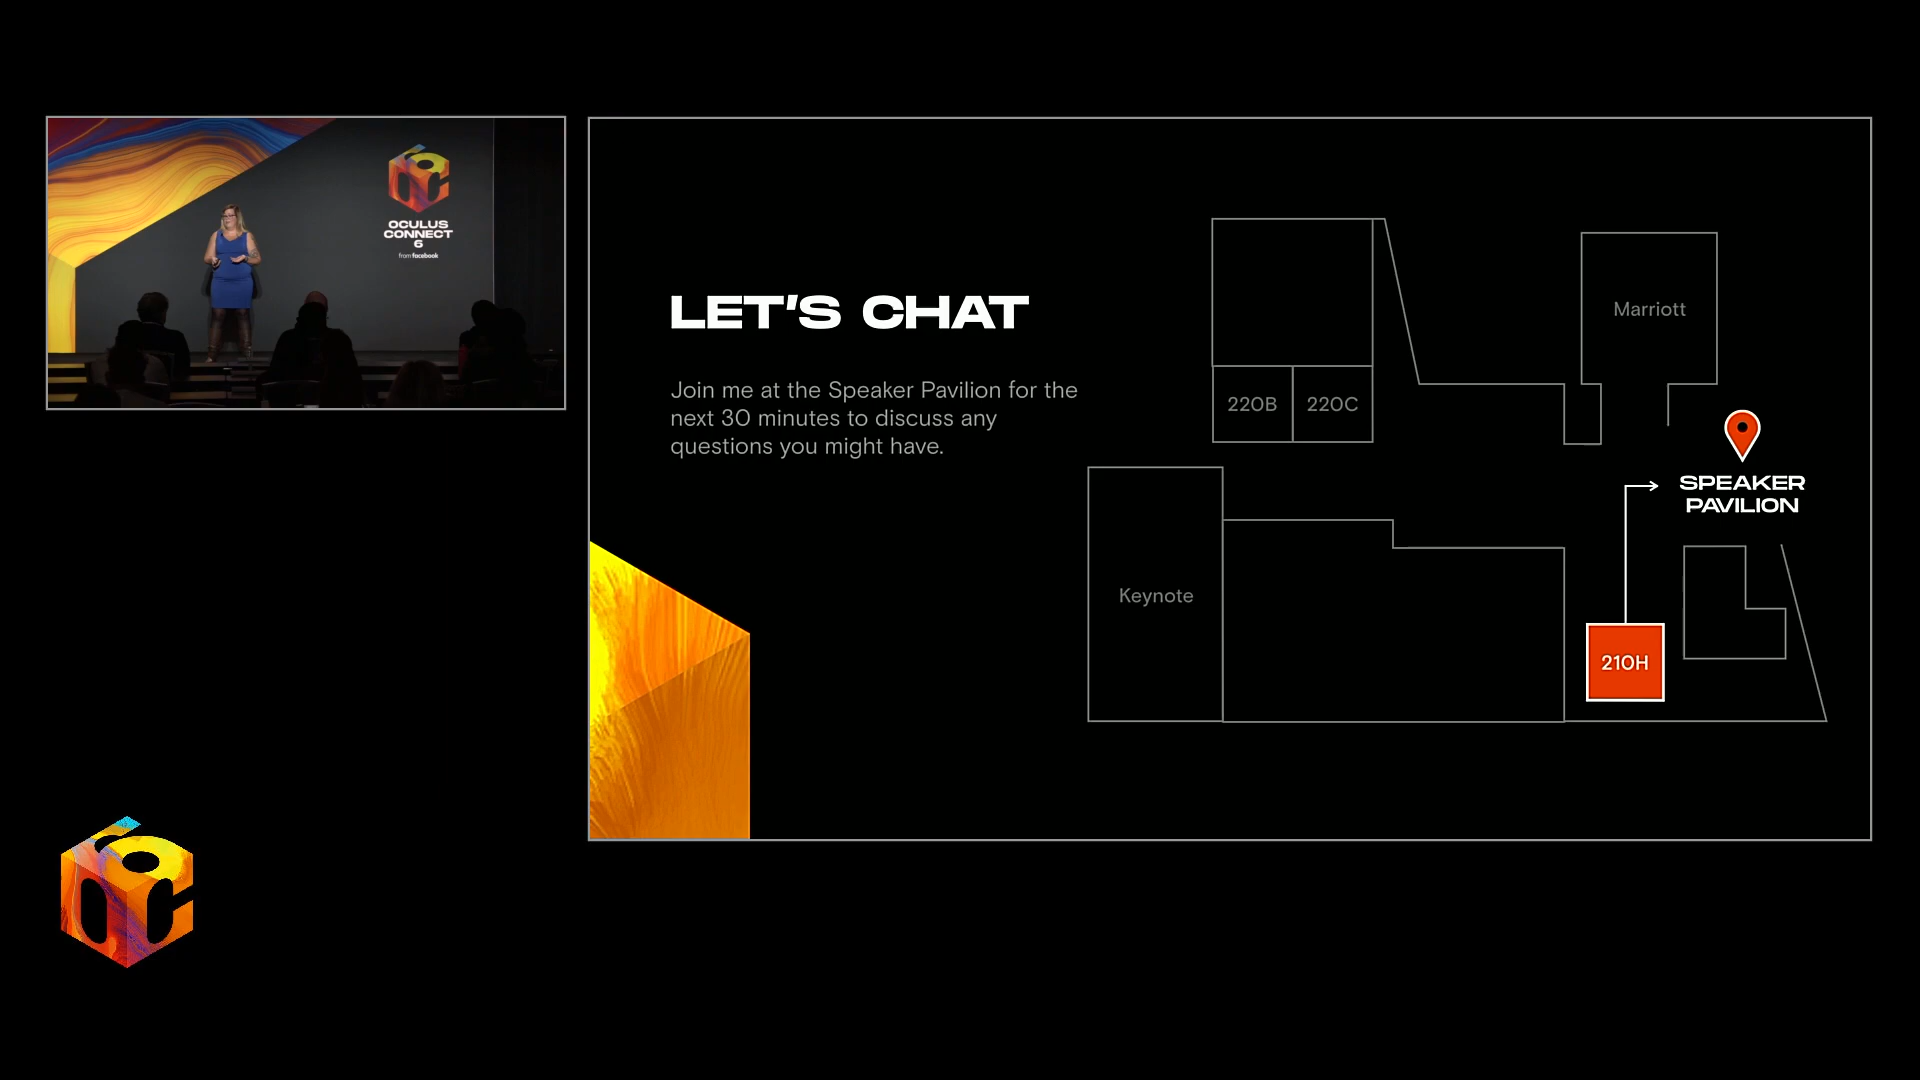 OCULUS
CONNECT
6
from facebook
LET'S CHAT
Join me at the Speaker Pavilion for the
next 30 minutes to discuss any
questions you might have.
Marriott
220B
220C
SPEAKER
PAVILION
Keynote
210H